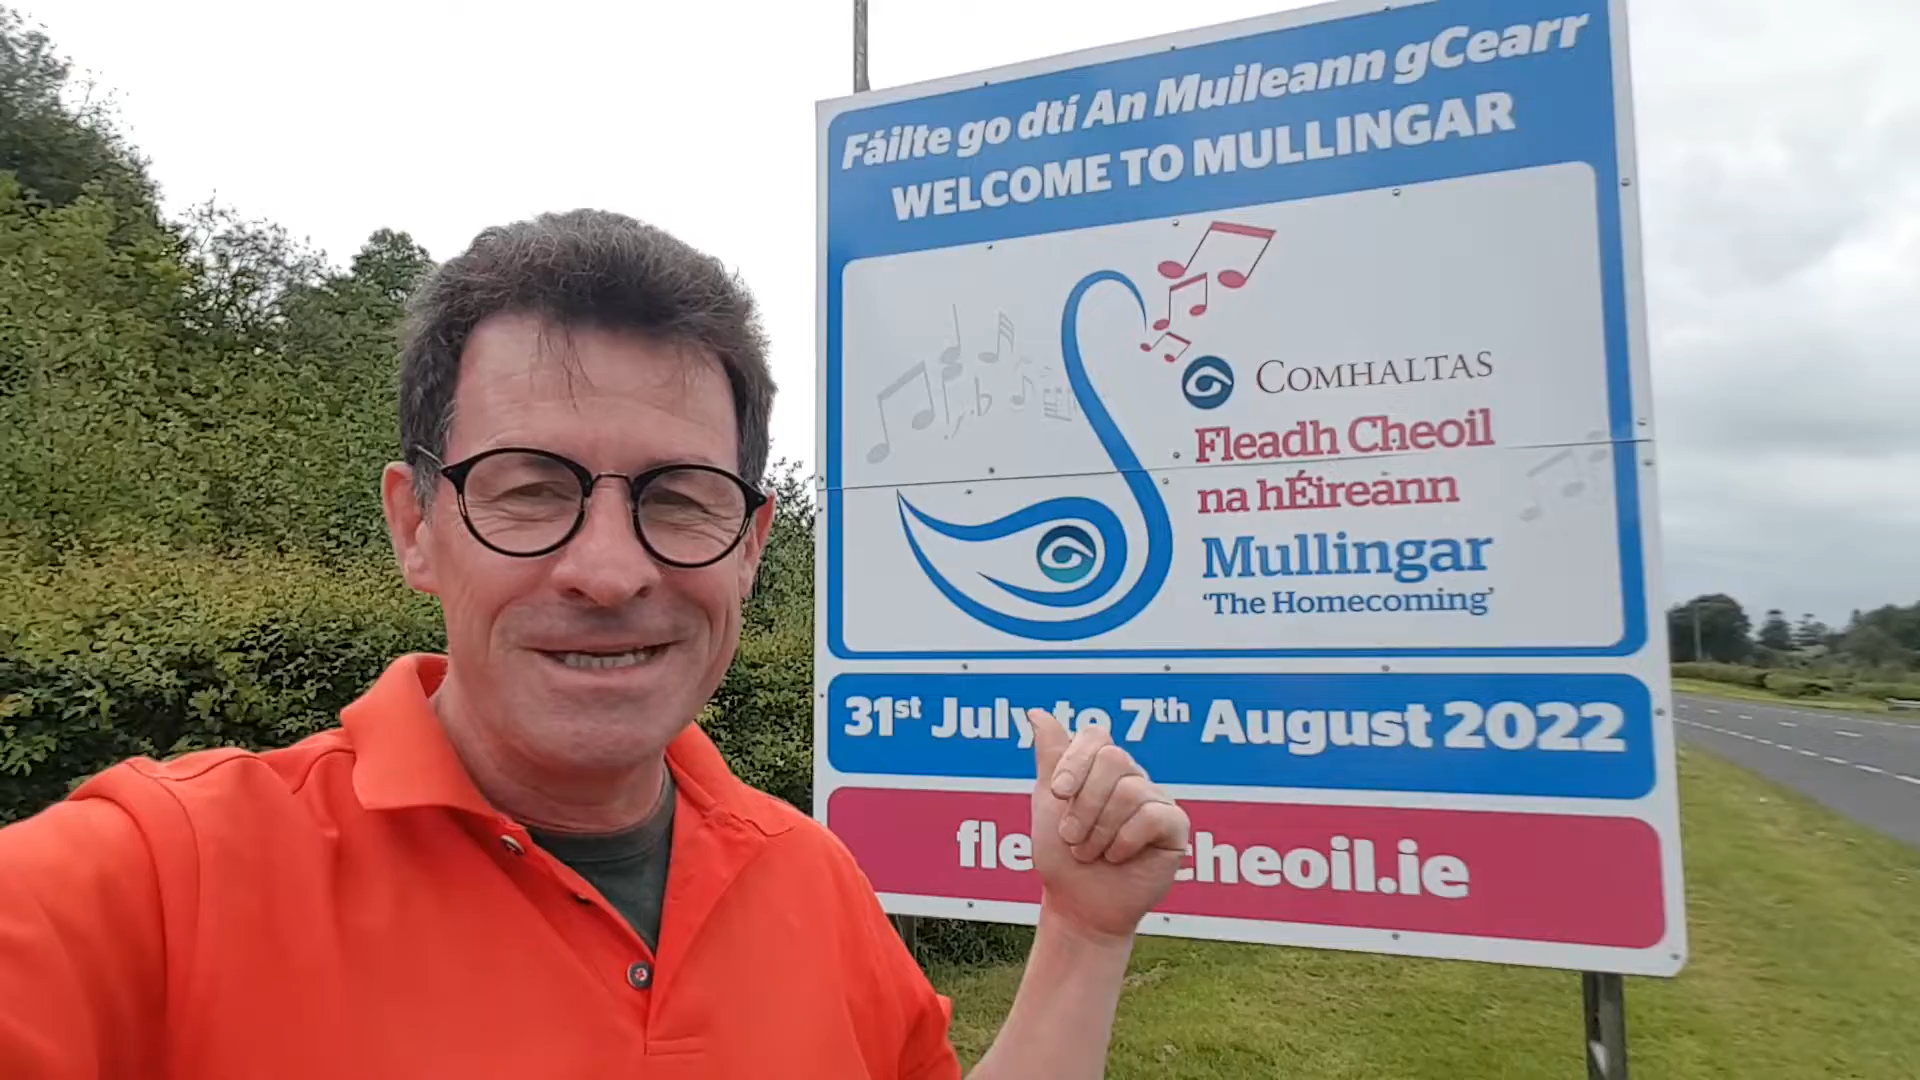 Fáilte go dtí An Muileann gCearr
WELCOME TO MULLINGAR
COMHALTAS
Fleadh Cheoil
na hÉireann
Mullingar
'The Homecoming'
31st July to 7th August 2022
fle cheoil.ie